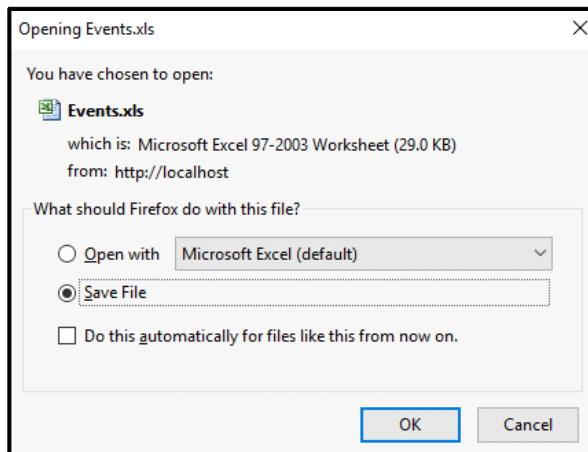 Opening Events.xls
You have chosen to open:
Events.xls
which is: Microsoft Excel 97-2003 Worksheet (29.0 KB)
from: http://localhost
What should Firefox do with this file?
Open with Microsoft Excel (default)
Save File
Do this automatically for files like this from now on.
OK Cancel